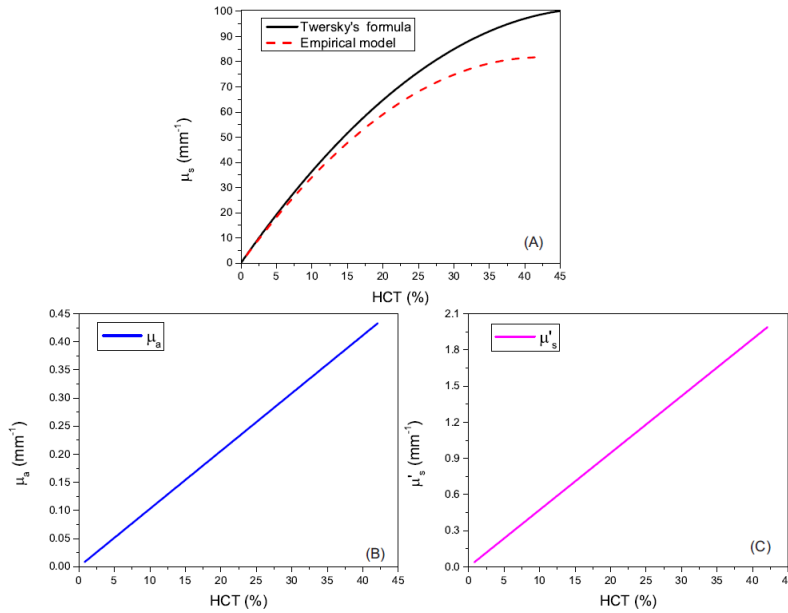 Twersky's formula
Empirical model
μs (mm-1)
100
90
80
70
60
50
40
30
20
10
0
(A)
0 5 10 15 20 25 30 35 40 45
HCT (%)
μa
μa (mm-1)
0.45
0.40
0.35
0.30
0.25
0.20
0.15
0.10
0.05
0.00
(B)
0 5 10 15 20 25 30 35 40 45
HCT (%)
μ's
μ's (mm-1)
2.1
1.8
1.5
1.2
0.9
0.6
0.3
0.0
(C)
0 5 10 15 20 25 30 35 40 45
HCT (%)